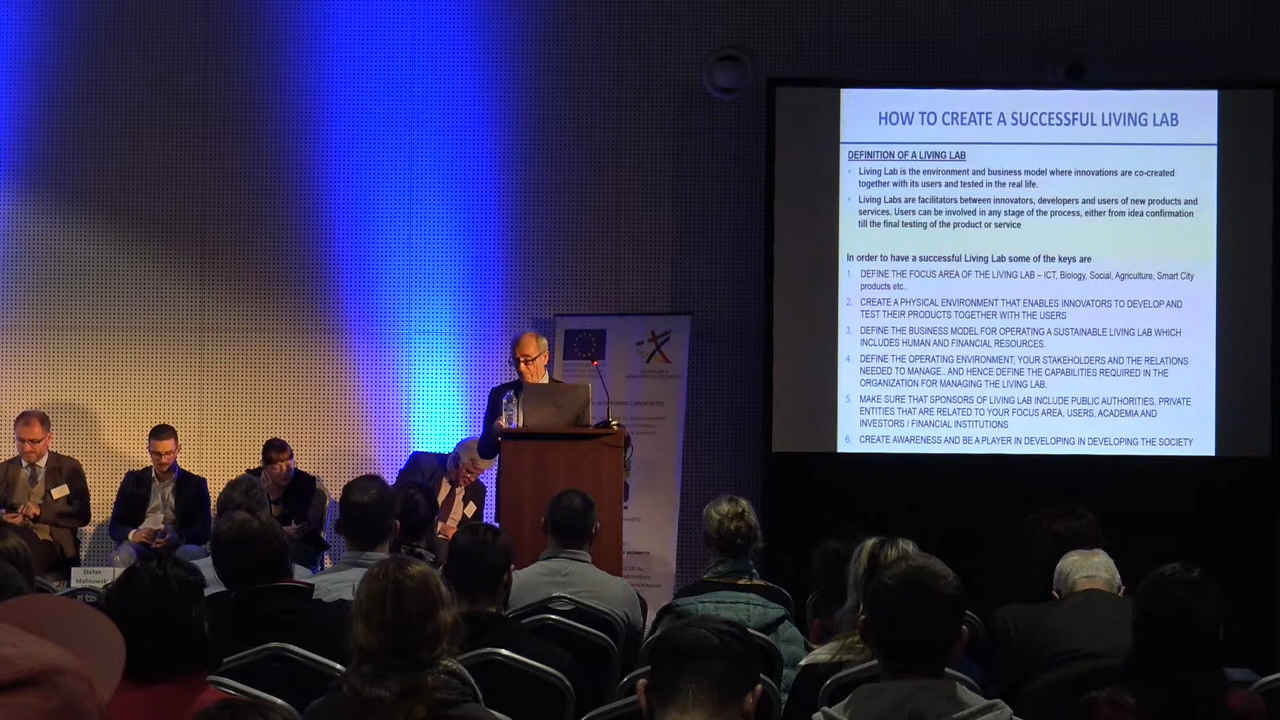 HOW TO CREATE A SUCCESSFUL LIVING LAB
DEFINITION OF A LIVING LAB
Living Lab is the environment and business model where innovations are co-created
together with its users and tested in the real life.
Living Labs are facilitators between innovators, developers and users of new products and
services. Users can be involved in any stage of the process, either from idea confirmation
till the final testing of the product or service
In order to have a successful Living Lab some of the keys are
1. DEFINE THE FOCUS AREA OF THE LIVING LAB – ICT, Biology, Social, Agriculture, Smart City
products etc..
2. CREATE A PHYSICAL ENVIRONMENT THAT ENABLES INNOVATORS TO DEVELOP AND
TEST THEIR PRODUCTS TOGETHER WITH THE USERS
3. DEFINE THE BUSINESS MODEL FOR OPERATING A SUSTAINABLE LIVING LAB WHICH
INCLUDES HUMAN AND FINANCIAL RESOURCES.
4. DEFINE THE OPERATING ENVIRONMENT, YOUR STAKEHOLDERS AND THE RELATIONS
NEEDED TO MANAGE.. AND HENCE DEFINE THE CAPABILITIES REQUIRED IN THE
ORGANIZATION FOR MANAGING THE LIVING LAB.
5. MAKE SURE THAT SPONSORS OF LIVING LAB INCLUDE PUBLIC AUTHORITIES, PRIVATE
ENTITIES THAT ARE RELATED TO YOUR FOCUS AREA, USERS, ACADEMIA AND
INVESTORS / FINANCIAL INSTITUTIONS
6. CREATE AWARENESS AND BE A PLAYER IN DEVELOPING IN DEVELOPING THE SOCIETY
Stefan
Malinowsk